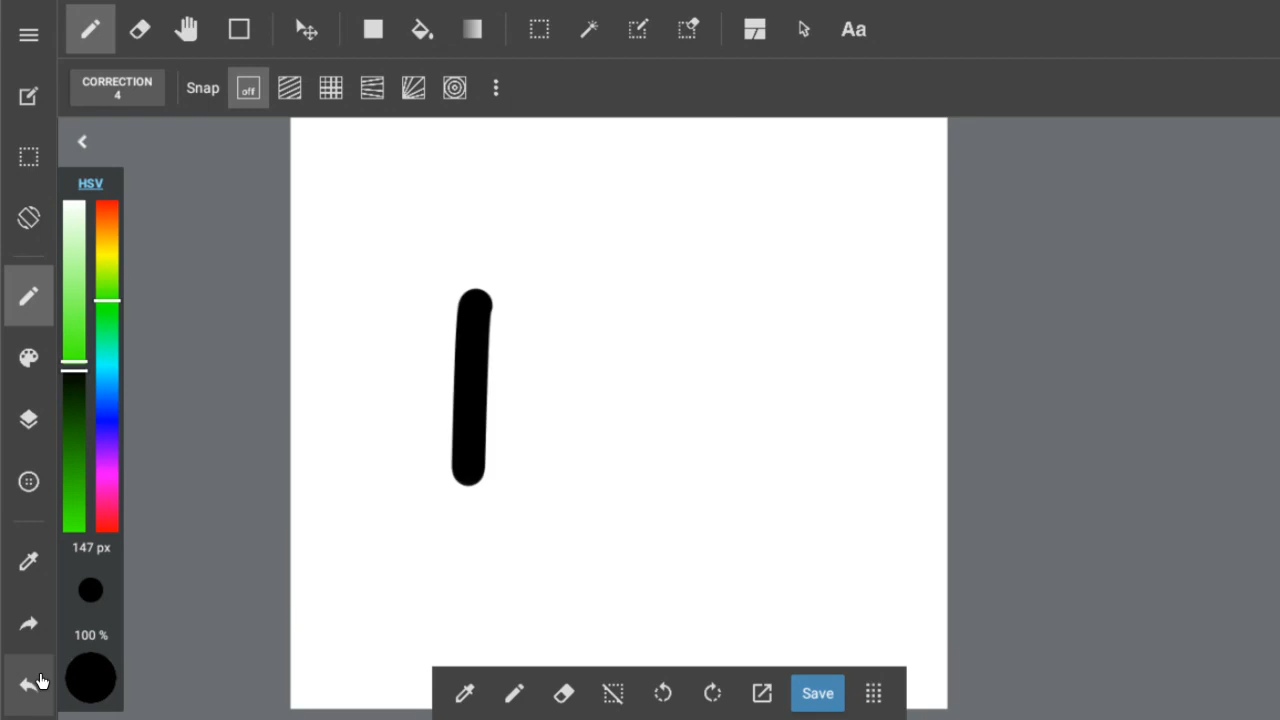 Aa
CORRECTION
4
Snap
off
HSV
147 px
100 %
Save